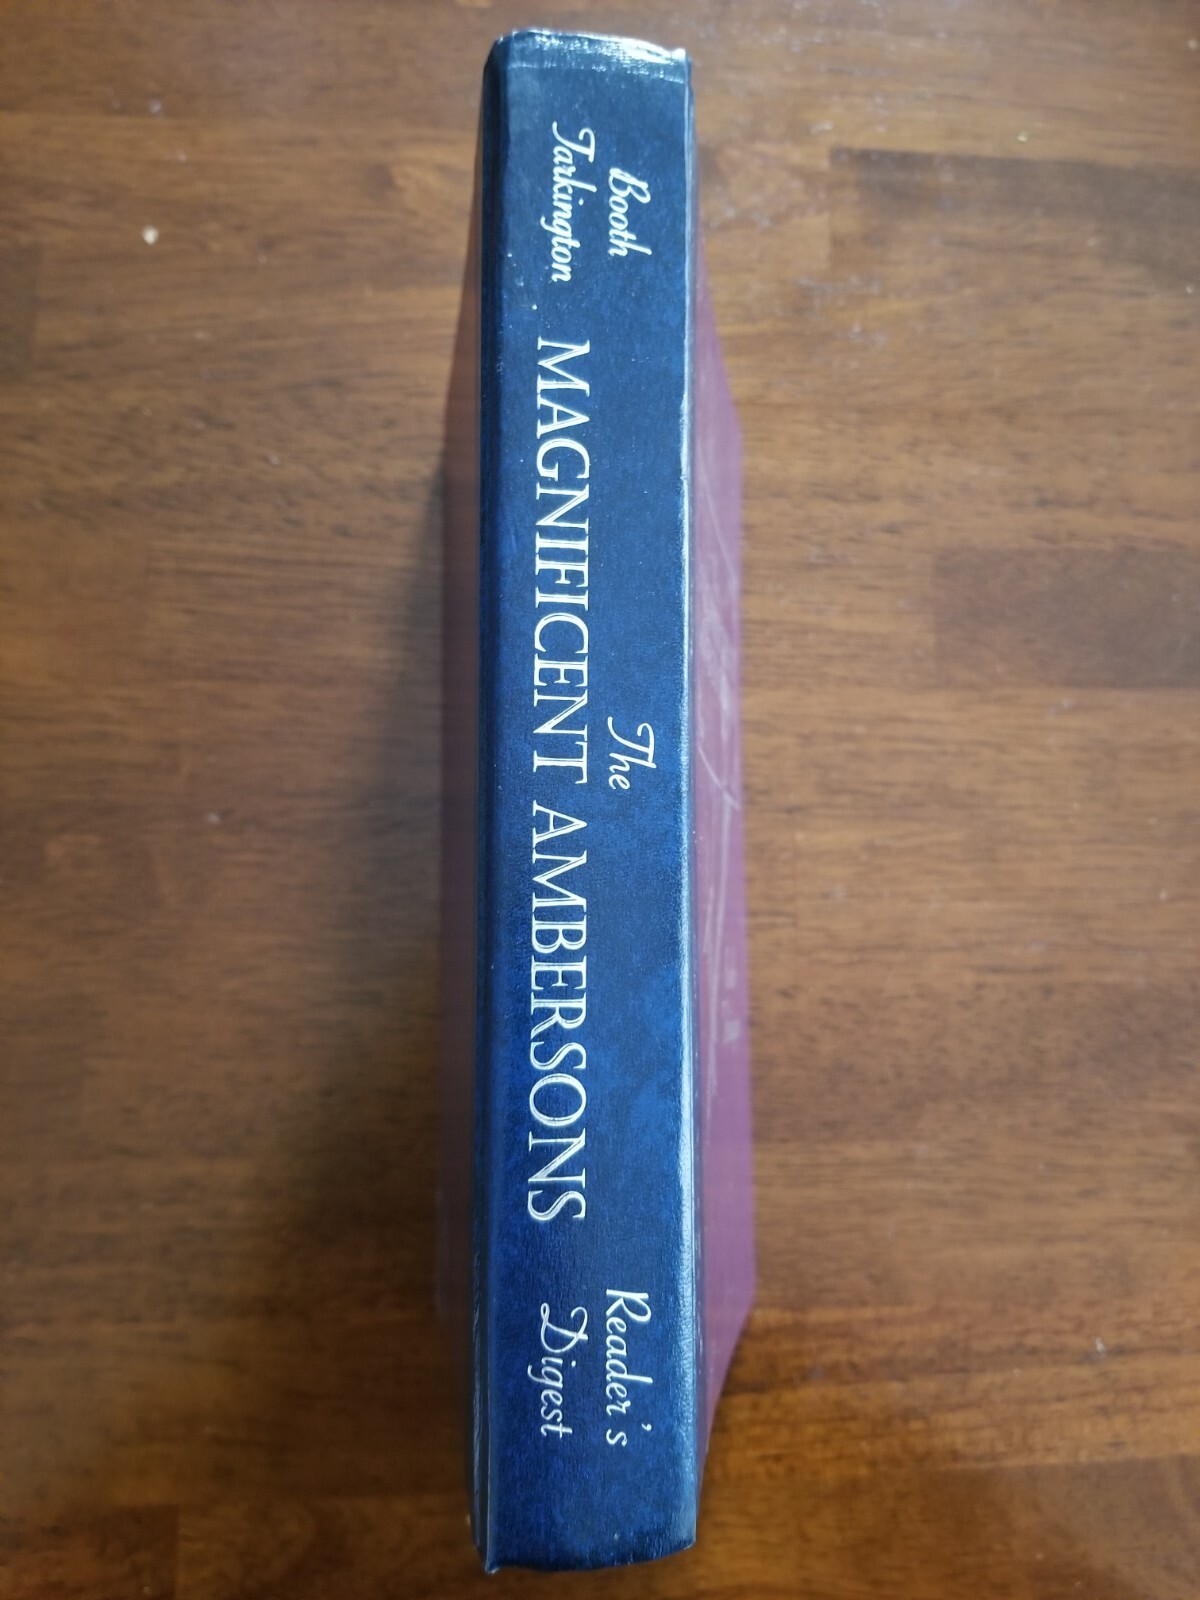 Booth
Tarkington
The
MAGNIFICENT AMBERSONS
Reader's
Digest